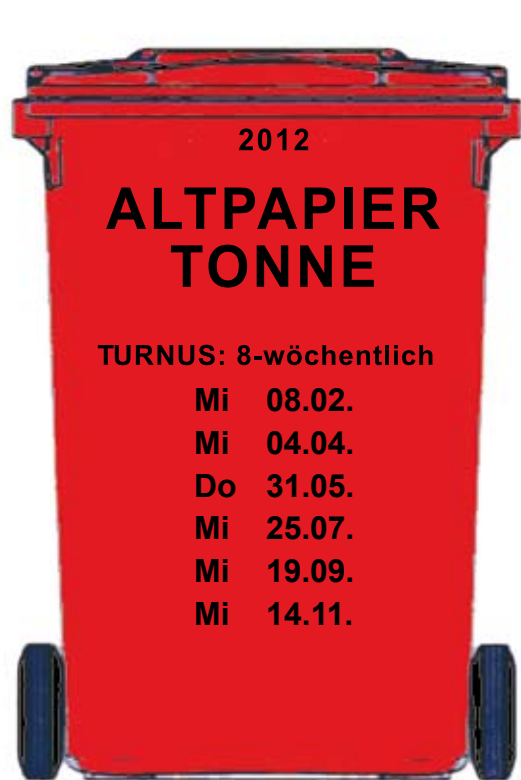 2012
ALTPAPIER
TONNE
TURNUS: 8-wöchentlich
Mi 08.02.
Mi 04.04.
Do 31.05.
Mi 25.07.
Mi 19.09.
Mi 14.11.